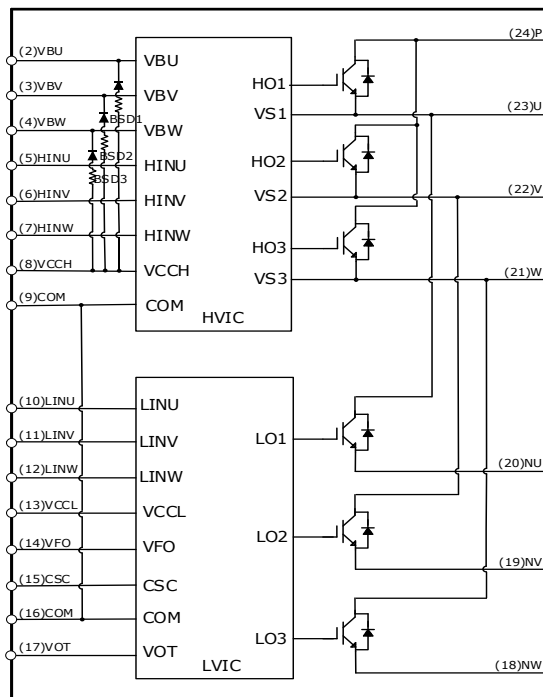 (2)VBU
(3)VBV
(4)VBW
(5)HINU
(6)HINV
(7)HINW
(8)VCCH
(9)COM
BSD1
BSD2
BSD3
VBU
VBV
VBW
HINU
HINV
HINW
VCCH
COM
HO1
VS1
HO2
VS2
HO3
VS3
HVIC
(24)P
(23)U
(22)V
(21)W
(10)LINU
(11)LINV
(12)LINW
(13)VCCL
(14)VFO
(15)CSC
(16)COM
(17)VOT
LINU
LINV
LINW
VCCL
VFO
CSC
COM
VOT
LO1
LO2
LO3
LVIC
(20)NU
(19)NV
(18)NW